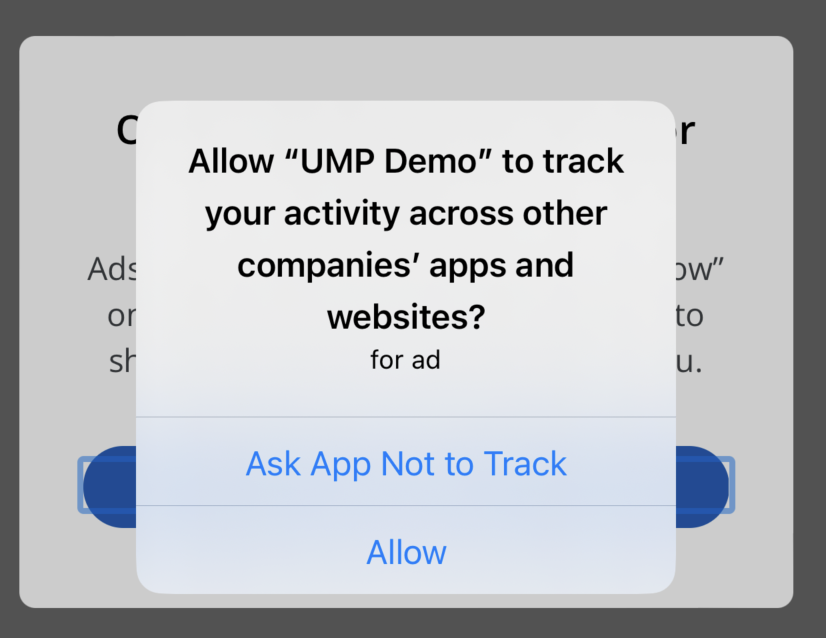 Allow “UMP Demo” to track
your activity across other
companies’ apps and
websites?
for ad
Ask App Not to Track
Allow